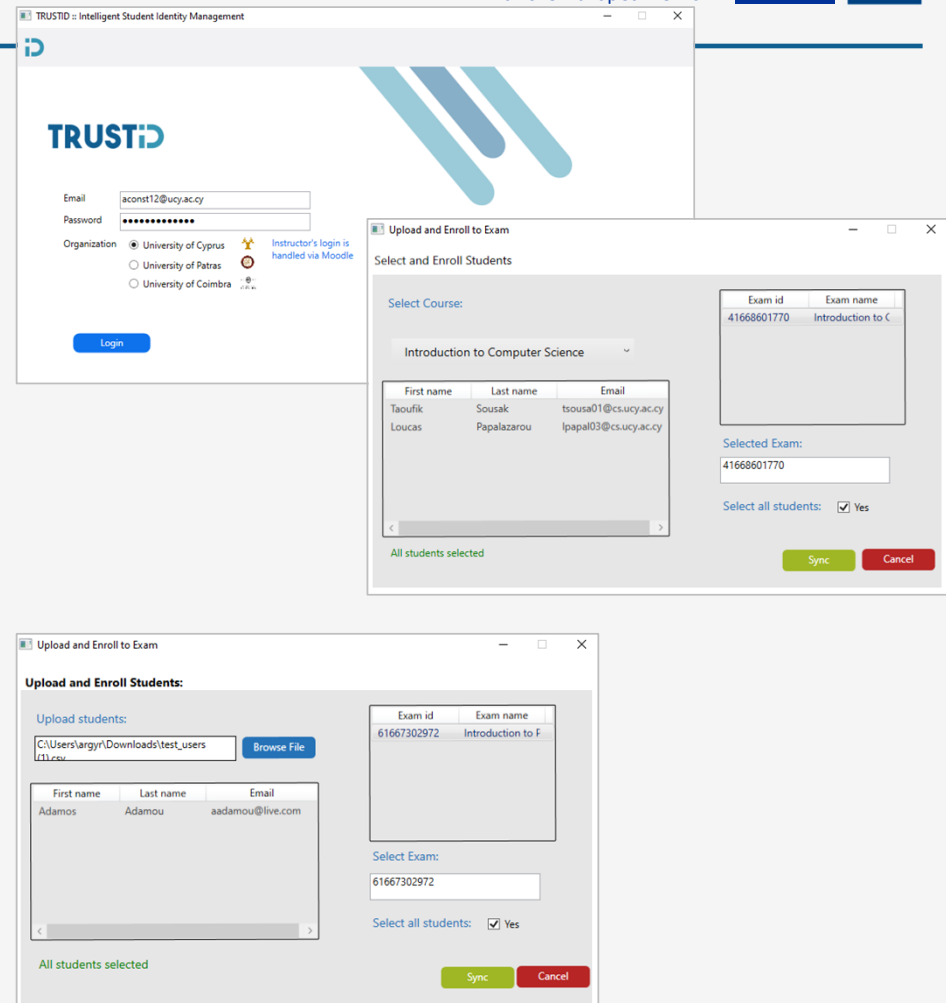 TRUSTID :: Intelligent Student Identity Management
iD
TRUSTiD
Email aconst12@ucy.ac.cy
Password •••••••••••••
Organization University of Cyprus
University of Patras
University of Coimbra
Instructor's login is
handled via Moodle
Login
Upload and Enroll to Exam
Select and Enroll Students
Select Course:
Introduction to Computer Science
First name Last name Email
Taoufik Sousak tsousa01@cs.ucy.ac.cy
Loucas Papalazarou lpapal03@cs.ucy.ac.cy
All students selected
Exam id Exam name
41668601770 Introduction to C
Selected Exam:
41668601770
Select all students: Yes
Sync Cancel
Upload and Enroll to Exam
Upload and Enroll Students:
Upload students:
C:\Users\argyr\Downloads\test_users
(1).csv
Browse File
First name Last name Email
Adamos Adamou aadamou@live.com
All students selected
Exam id Exam name
61667302972 Introduction to P
Select Exam:
61667302972
Select all students: Yes
Sync Cancel